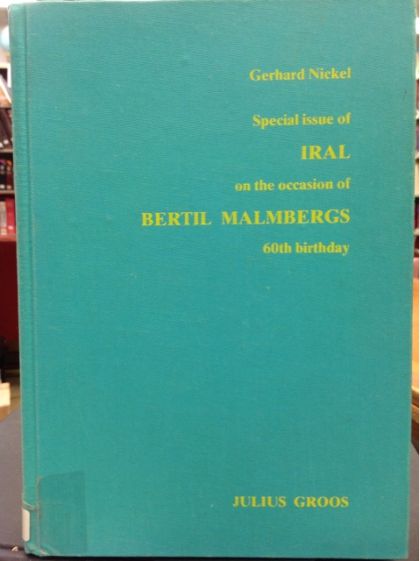 Gerhard Nickel
Special issue of
IRAL
on the occasion of
BERTIL MALMBERGS
60th birthday
JULIUS GROOS